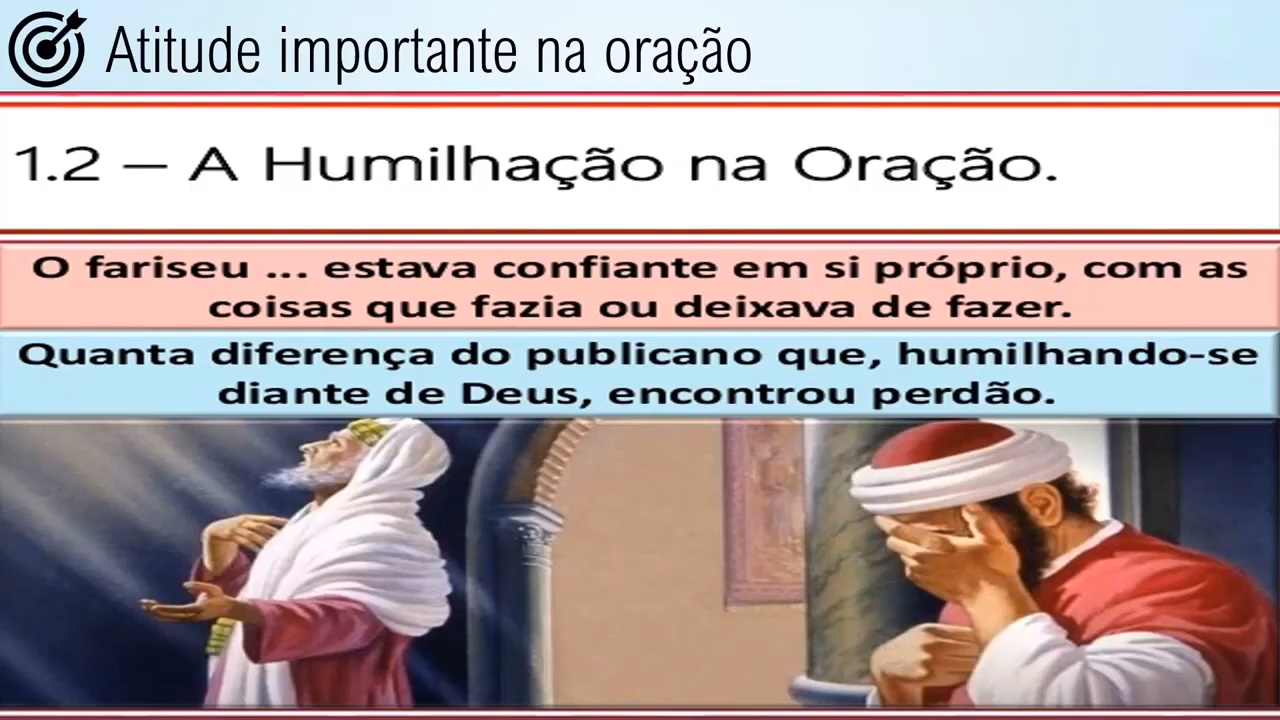 Atitude importante na oração
1.2 – A Humilhação na Oração.
O fariseu ... estava confiante em si próprio, com as
coisas que fazia ou deixava de fazer.
Quanta diferença do publicano que, humilhando-se
diante de Deus, encontrou perdão.